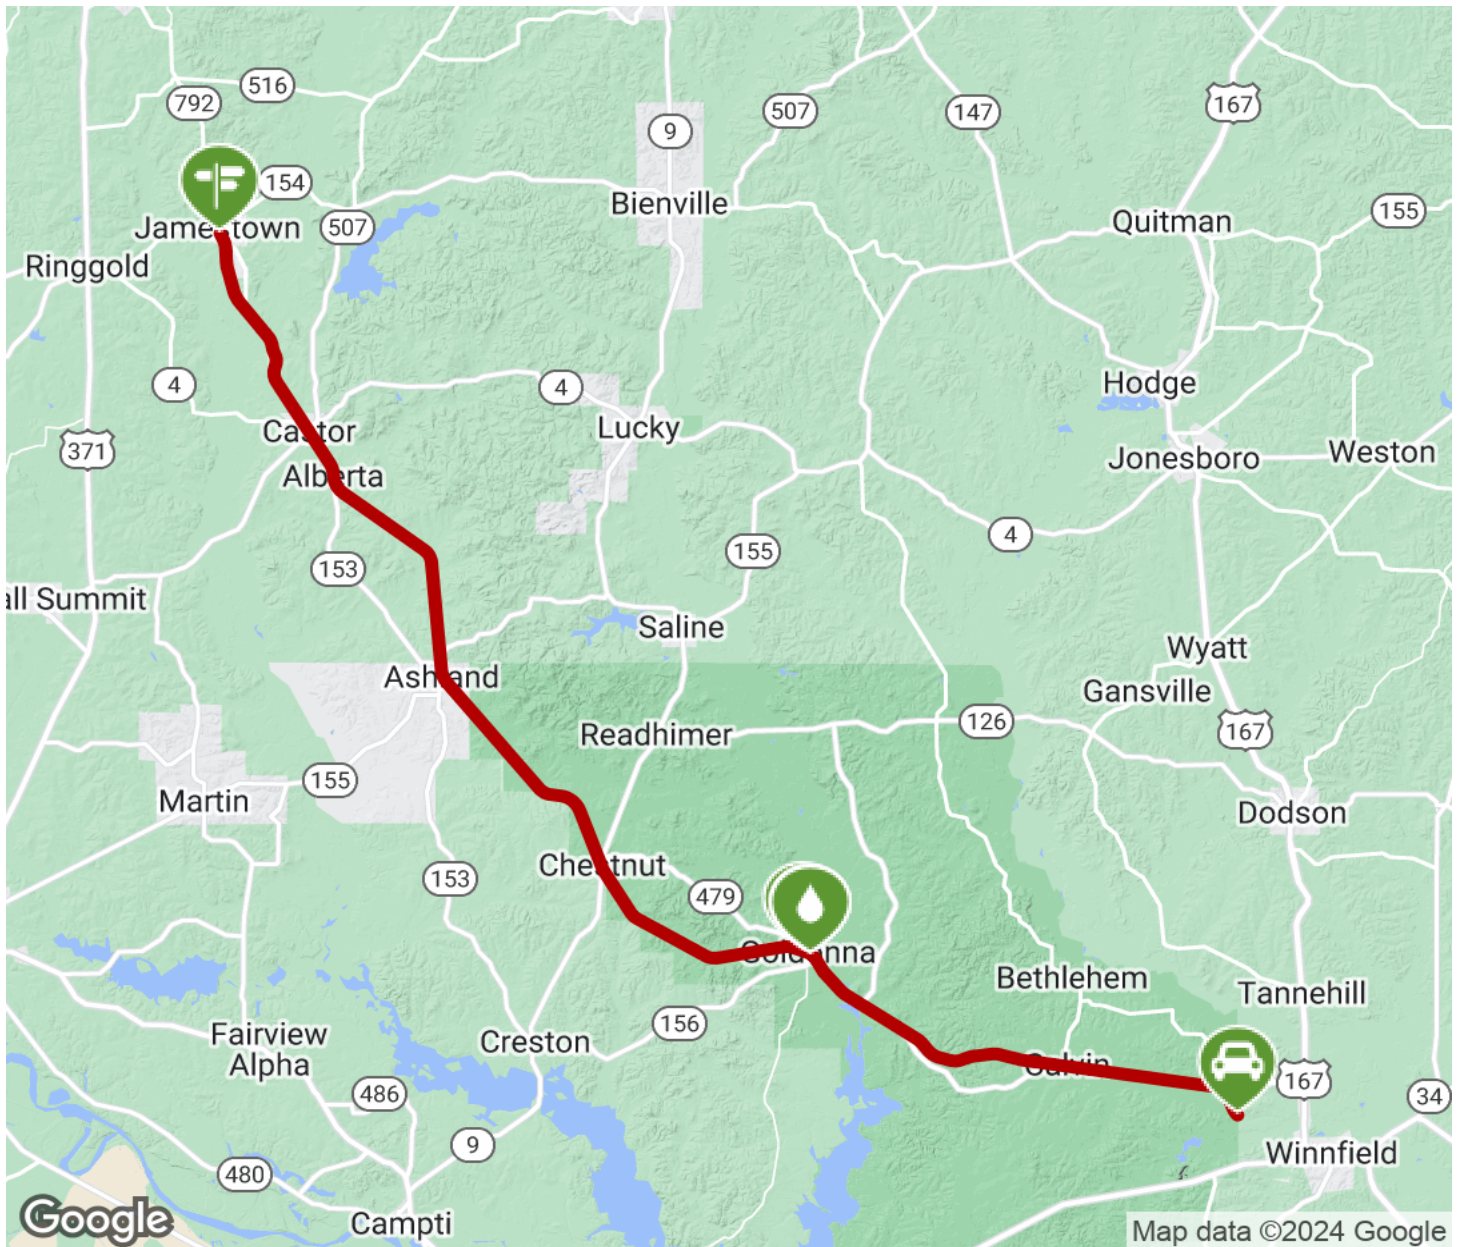 516
792
9
507
147
167
154
Jamestown
507
Bienville
155
Quitman
Ringgold
4
4
Hodge
Castor
Lucky
371
Alberta
Jonesboro
Weston
4
155
153
all Summit
Saline
Wyatt
Ashland
Gansville
Readhimer
126
167
155
Martin
Dodson
Chestnut
153
479
Goldonna
Bethlehem
Tannehill
156
Fairview
Alpha
Creston
Calvin
167
486
34
9
Winnfield
480
Google
Campti
Map data ©2024 Google